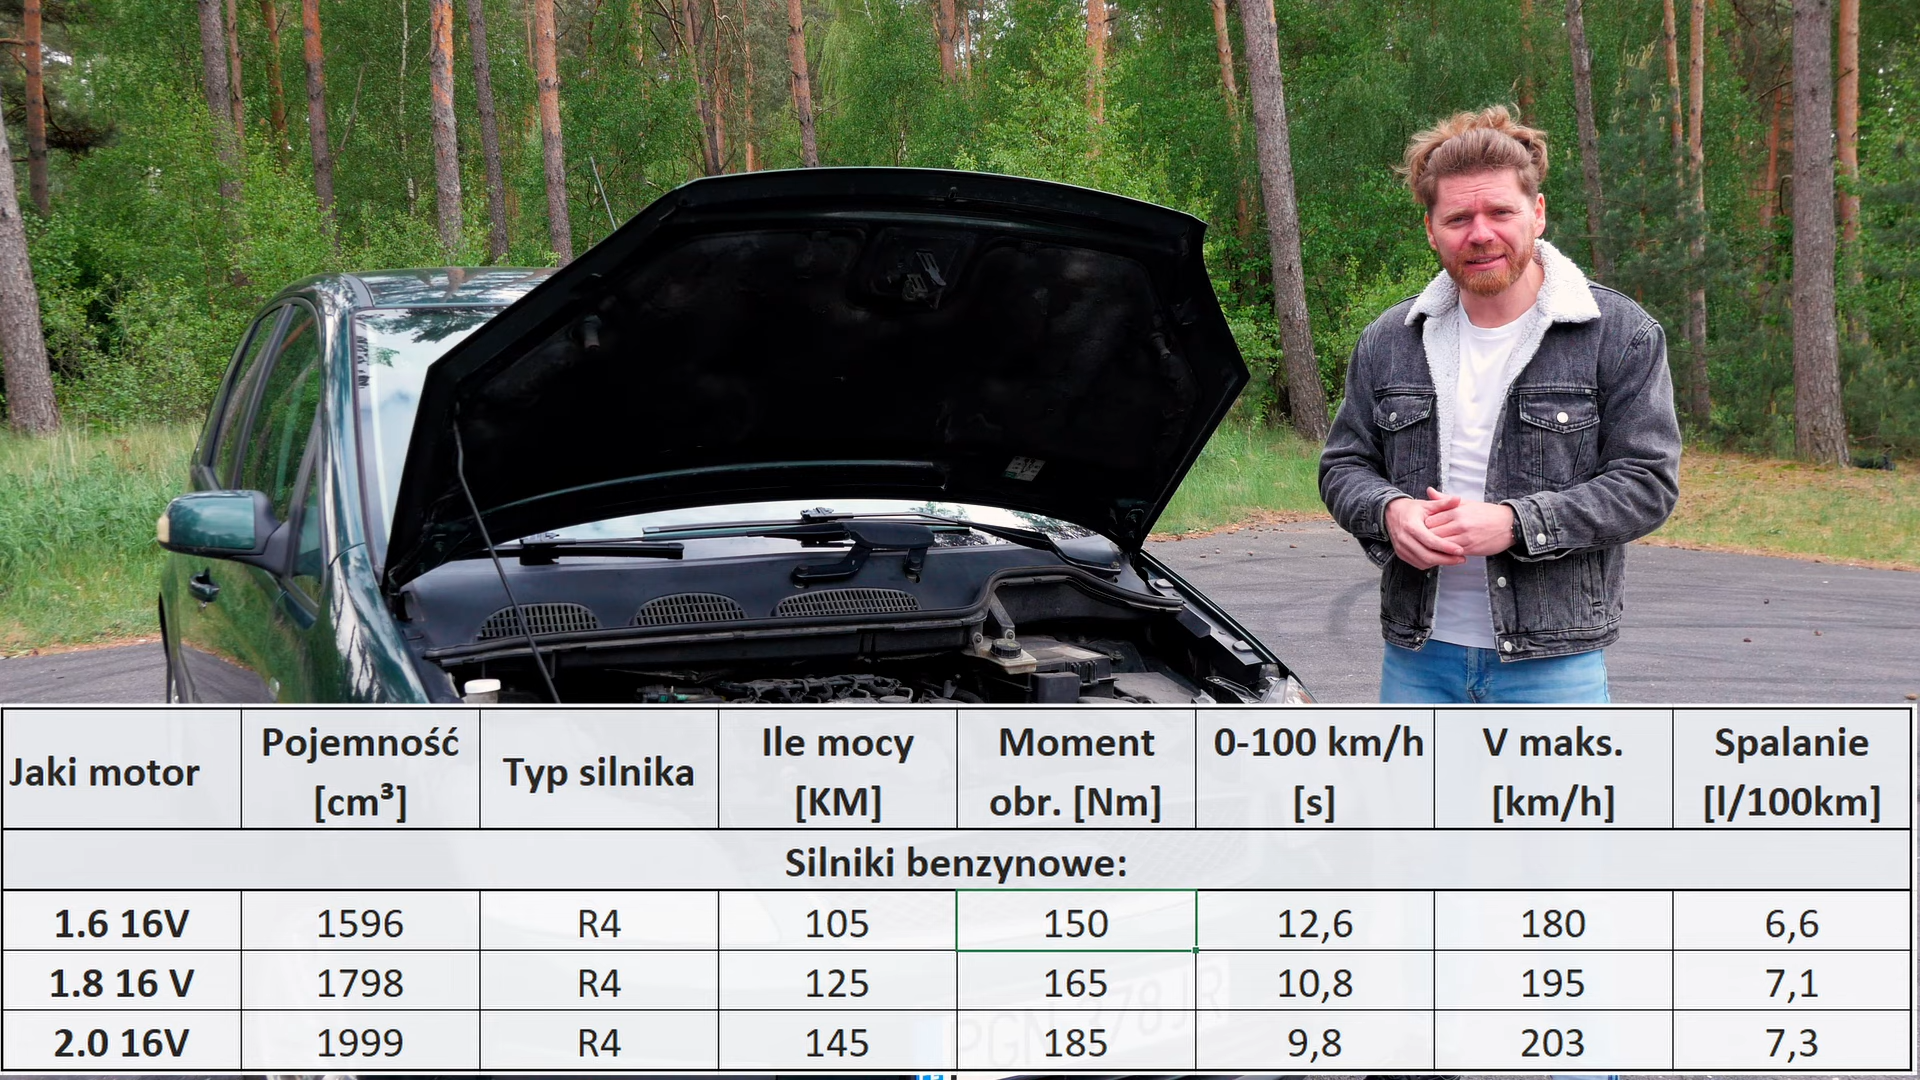 Jaki motor Pojemność [cm³] Typ silnika Ile mocy [KM] Moment obr. [Nm] 0-100 km/h [s] V maks. [km/h] Spalanie [l/100km]
Silniki benzynowe:
1.6 16V 1596 R4 105 150 12,6 180 6,6
1.8 16 V 1798 R4 125 165 10,8 195 7,1
2.0 16V 1999 R4 145 185 9,8 203 7,3